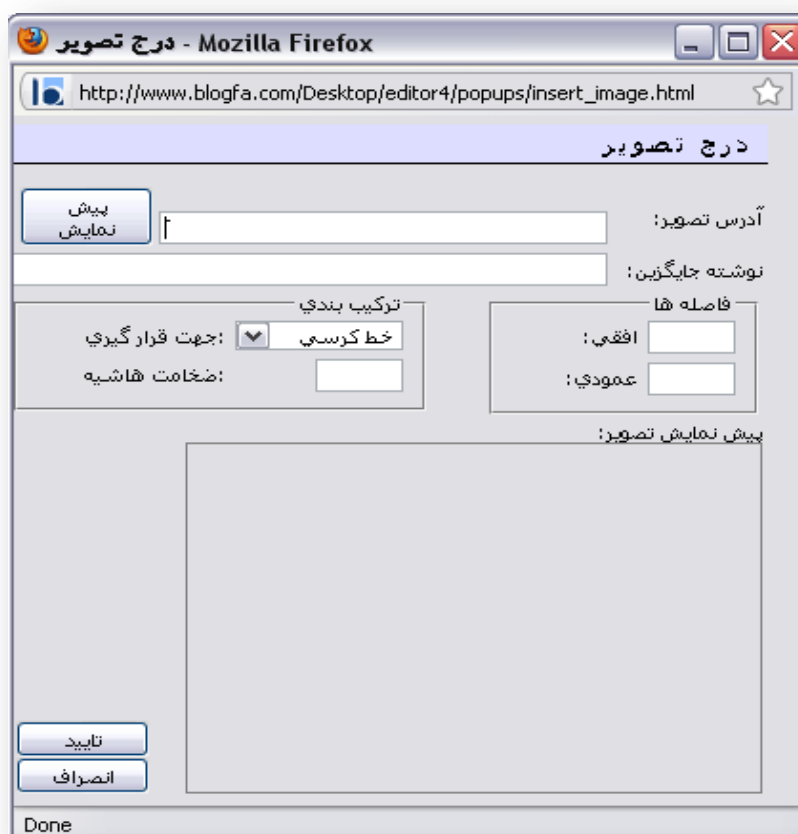 درج تصویر - Mozilla Firefox
http://www.blogfa.com/Desktop/editor4/popups/insert_image.html
درج تصویر
آدرس تصویر:
پیش نمایش
نوشته جایگزین:
فاصله ها
ترکیب بندي
افقي:
جهت قرار گیري:
خط کرسي
عمودي:
ضخامت هاشیه:
پیش نمایش تصویر:
تایید
انصراف
Done